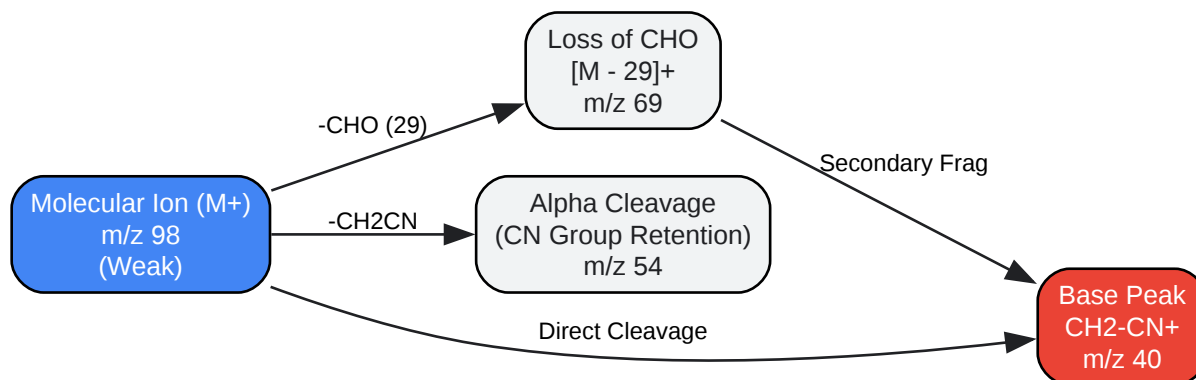 Loss of CHO
[M - 29]+
m/z 69
-CHO (29)
Secondary Frag
Molecular Ion (M+)
m/z 98
(Weak)
-CH2CN
Alpha Cleavage
(CN Group Retention)
m/z 54
Direct Cleavage
Base Peak
CH2-CN+
m/z 40